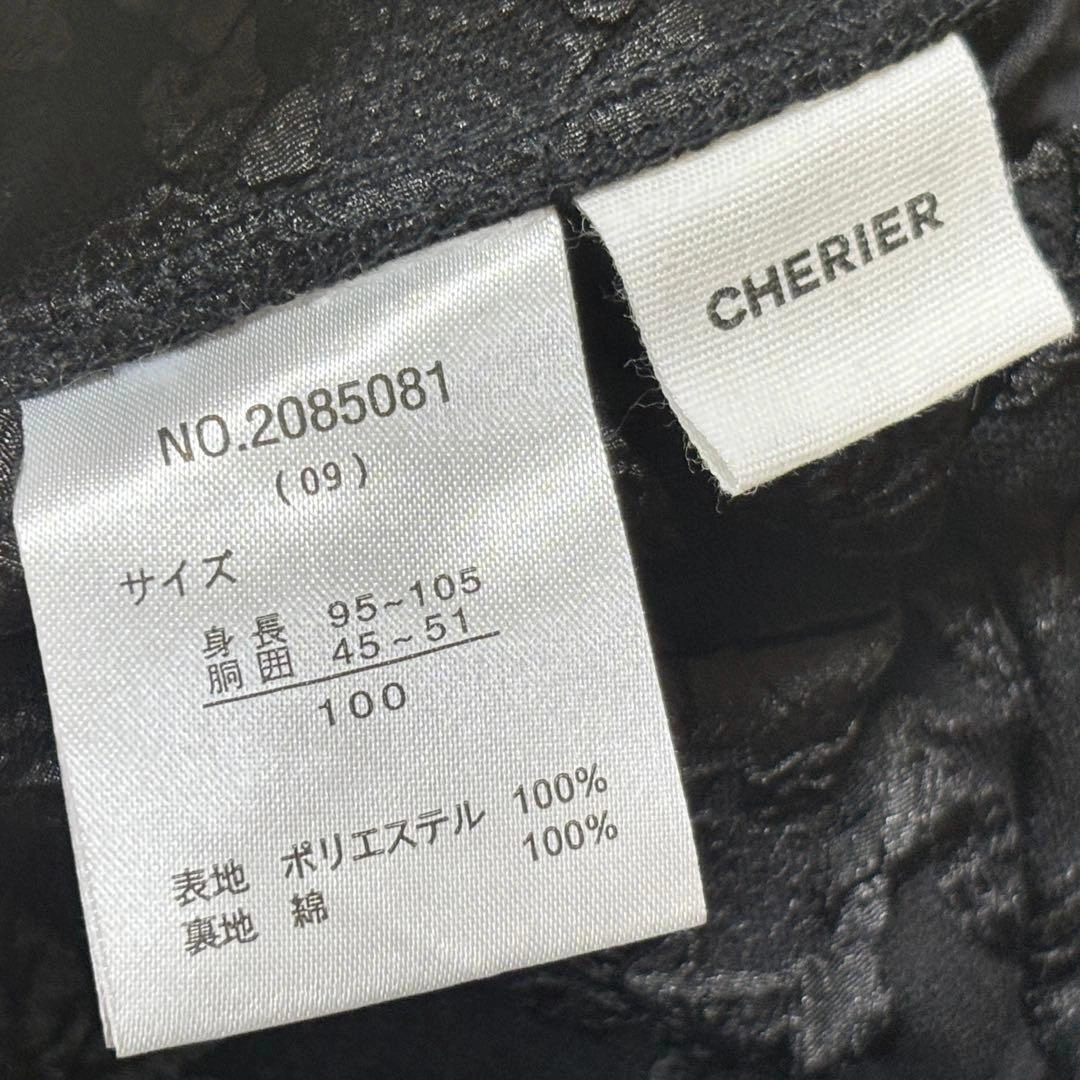 CHERIER
NO.2085081
(09)
サイズ
身長 95~105
胴囲 45~51
100
表地 ポリエステル 100%
裏地 綿 100%